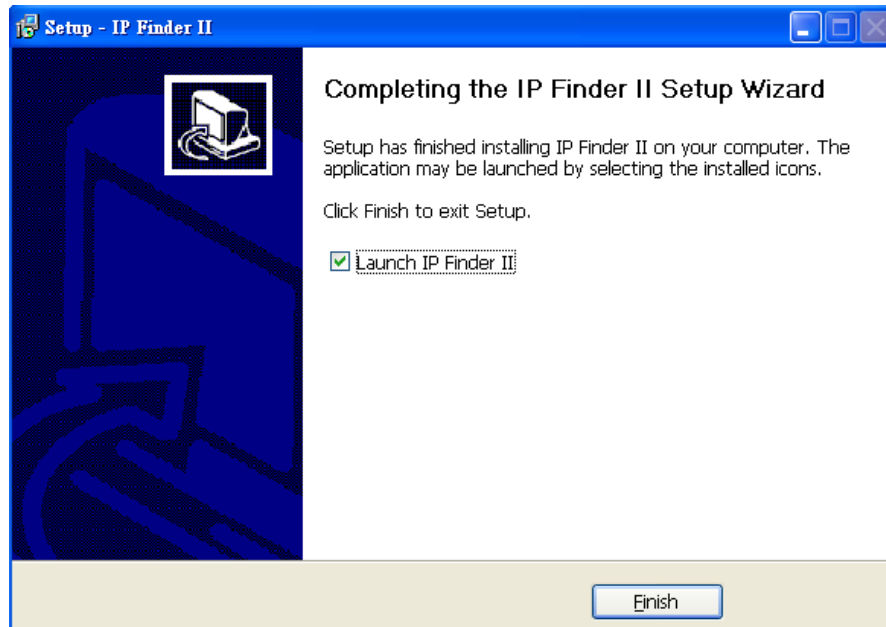 Setup - IP Finder II
Completing the IP Finder II Setup Wizard
Setup has finished installing IP Finder II on your computer. The
application may be launched by selecting the installed icons.
Click Finish to exit Setup.
Launch IP Finder II
Finish